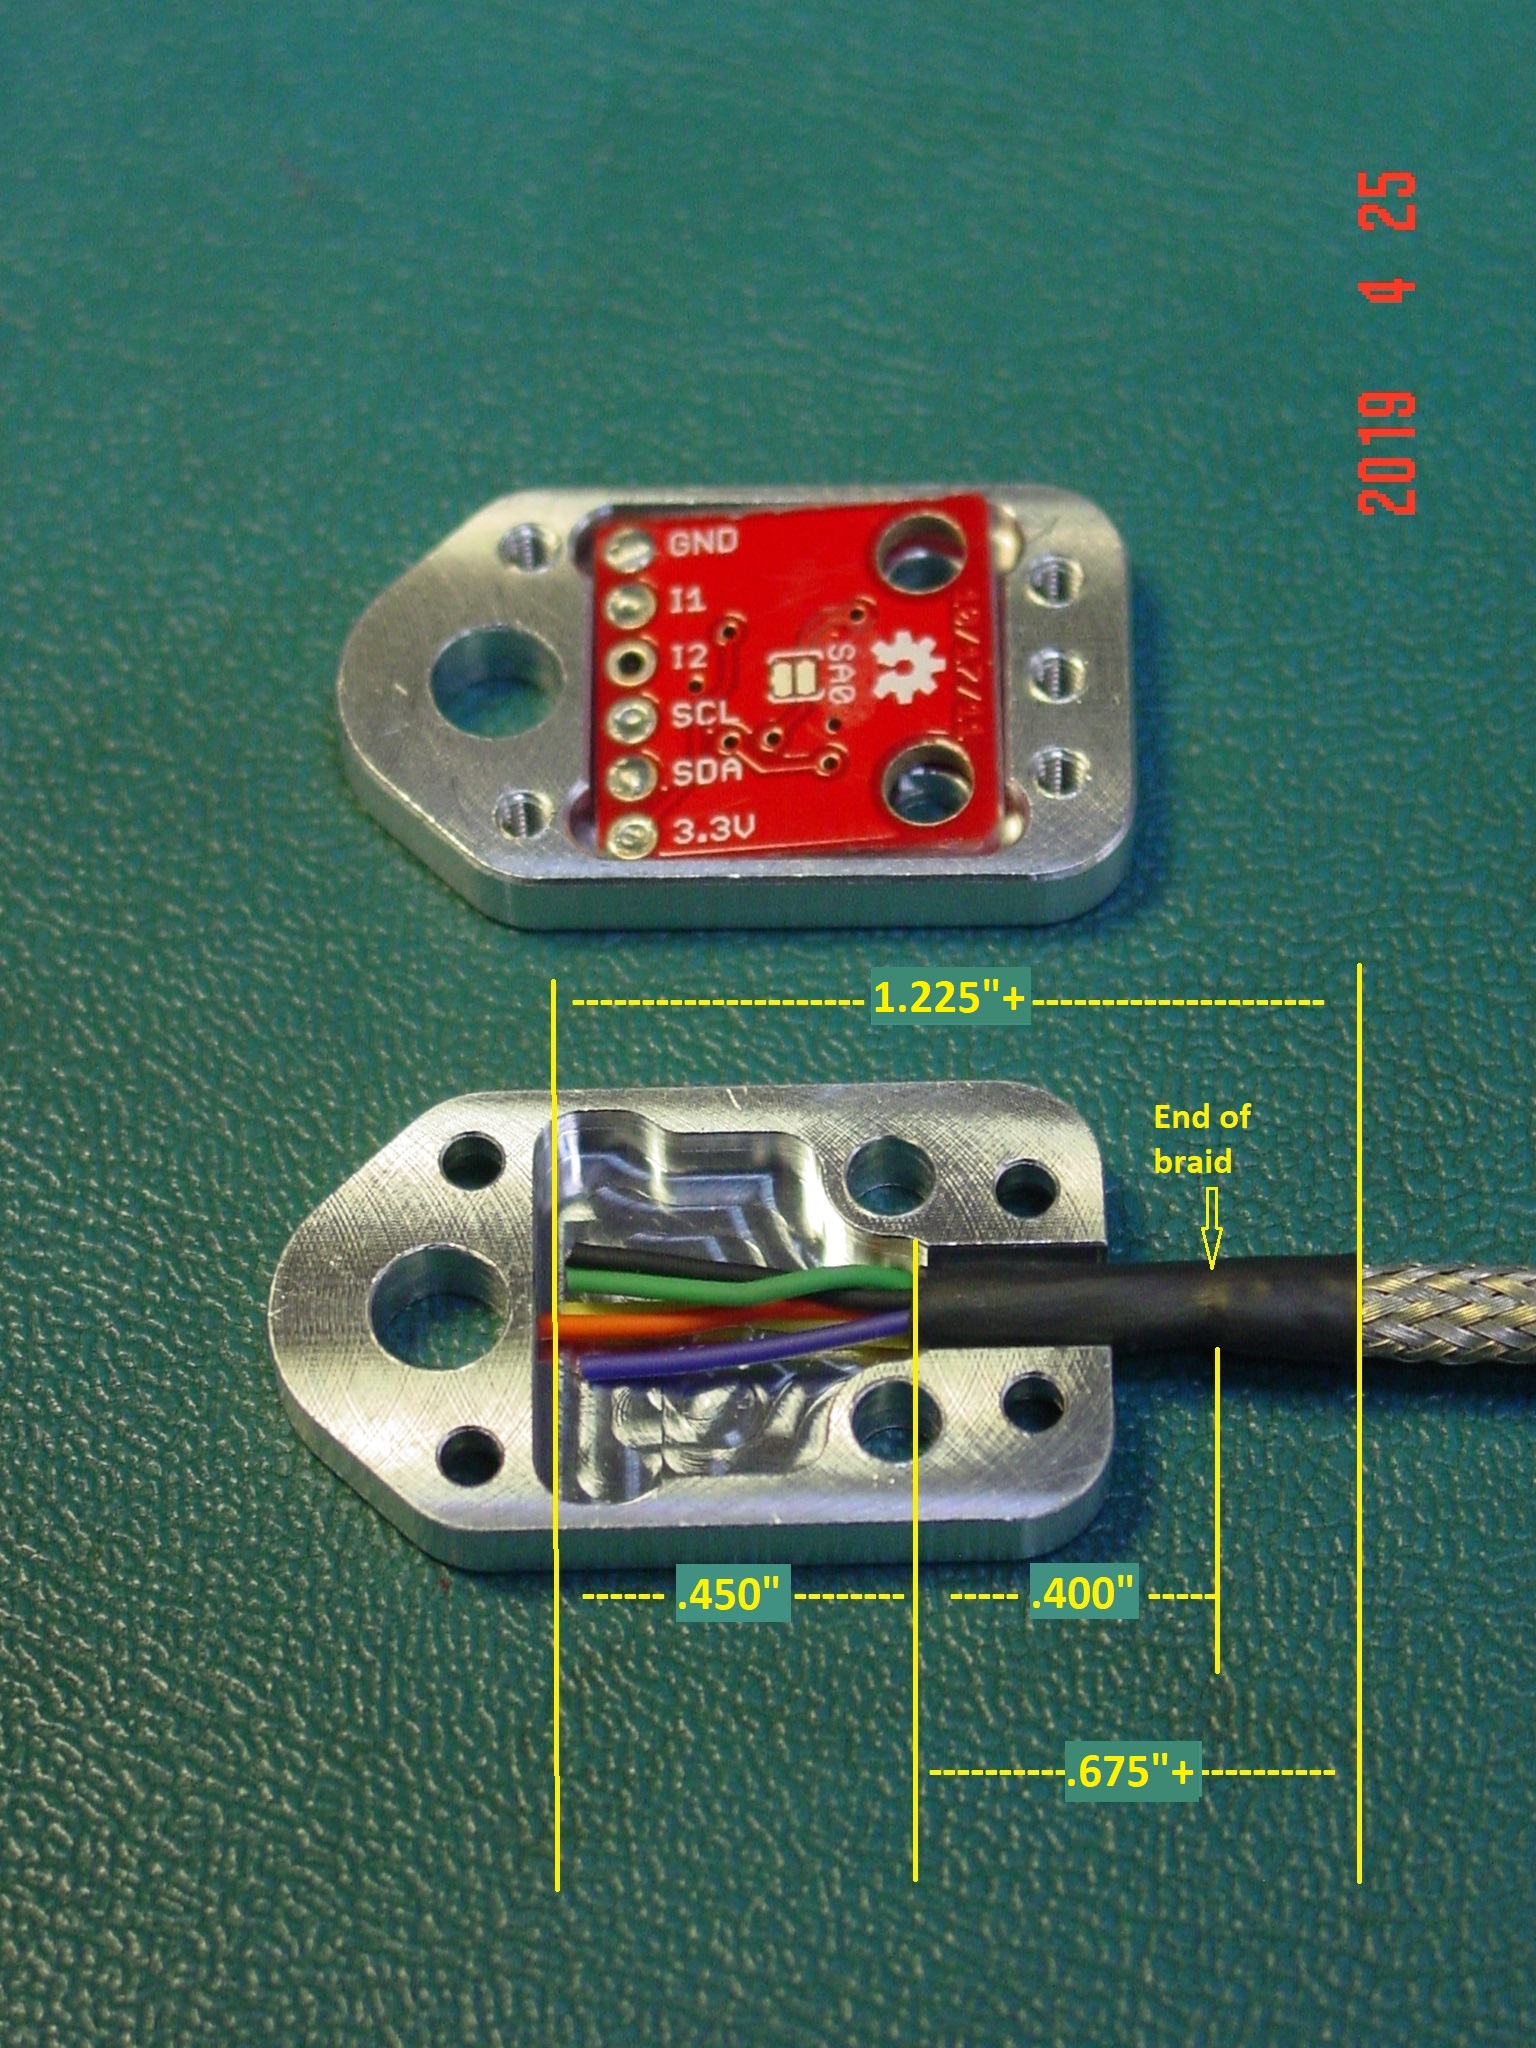 2019 4 25
GND
I1
I2
SCL
SDA
3.3V
SA0
1.225"+
End of
braid
.450"
.400"
.675"+